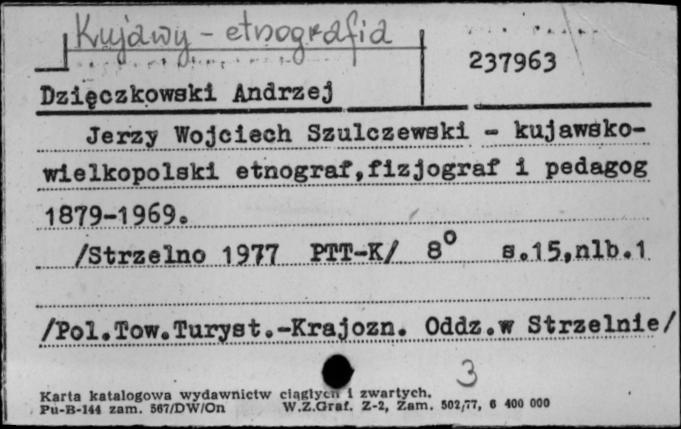 Kujawy - etnografia
237963
Dzięczkowski Andrzej
Jerzy Wojciech Szulczewski - kujawsko-
wielkopolski etnograf,fizjograf i pedagog
1879-1969.
/Strzelno 1977 PTT-K/ 8° s.15,nlb.1
/Pol.Tow.Turyst.-Krajozn. Oddz.w Strzelnie/
3
Karta katalogowa wydawnictw ciągłych i zwartych.
Pu-B-144 zam. 567/DW/On W.Z.Graf. Z-2, Zam. 502/77, 6 400 000